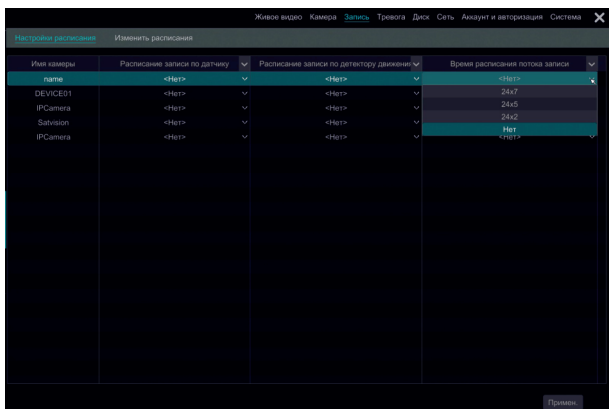 Живое видео Камера Запись Тревога Диск Сеть Аккаунт и авторизация Система
Настройки расписания Изменить расписания
Имя камеры Расписание записи по датчику Расписание записи по детектору движения Время расписания потока записи
name <Нет> <Нет> <Нет>
DEVICE01 <Нет> <Нет> 24x7
24x5
IPCamera <Нет> <Нет>
24x2
Satvision <Нет> <Нет>
Нет
IPCamera <Нет> <Нет> <Нет>
Примен.